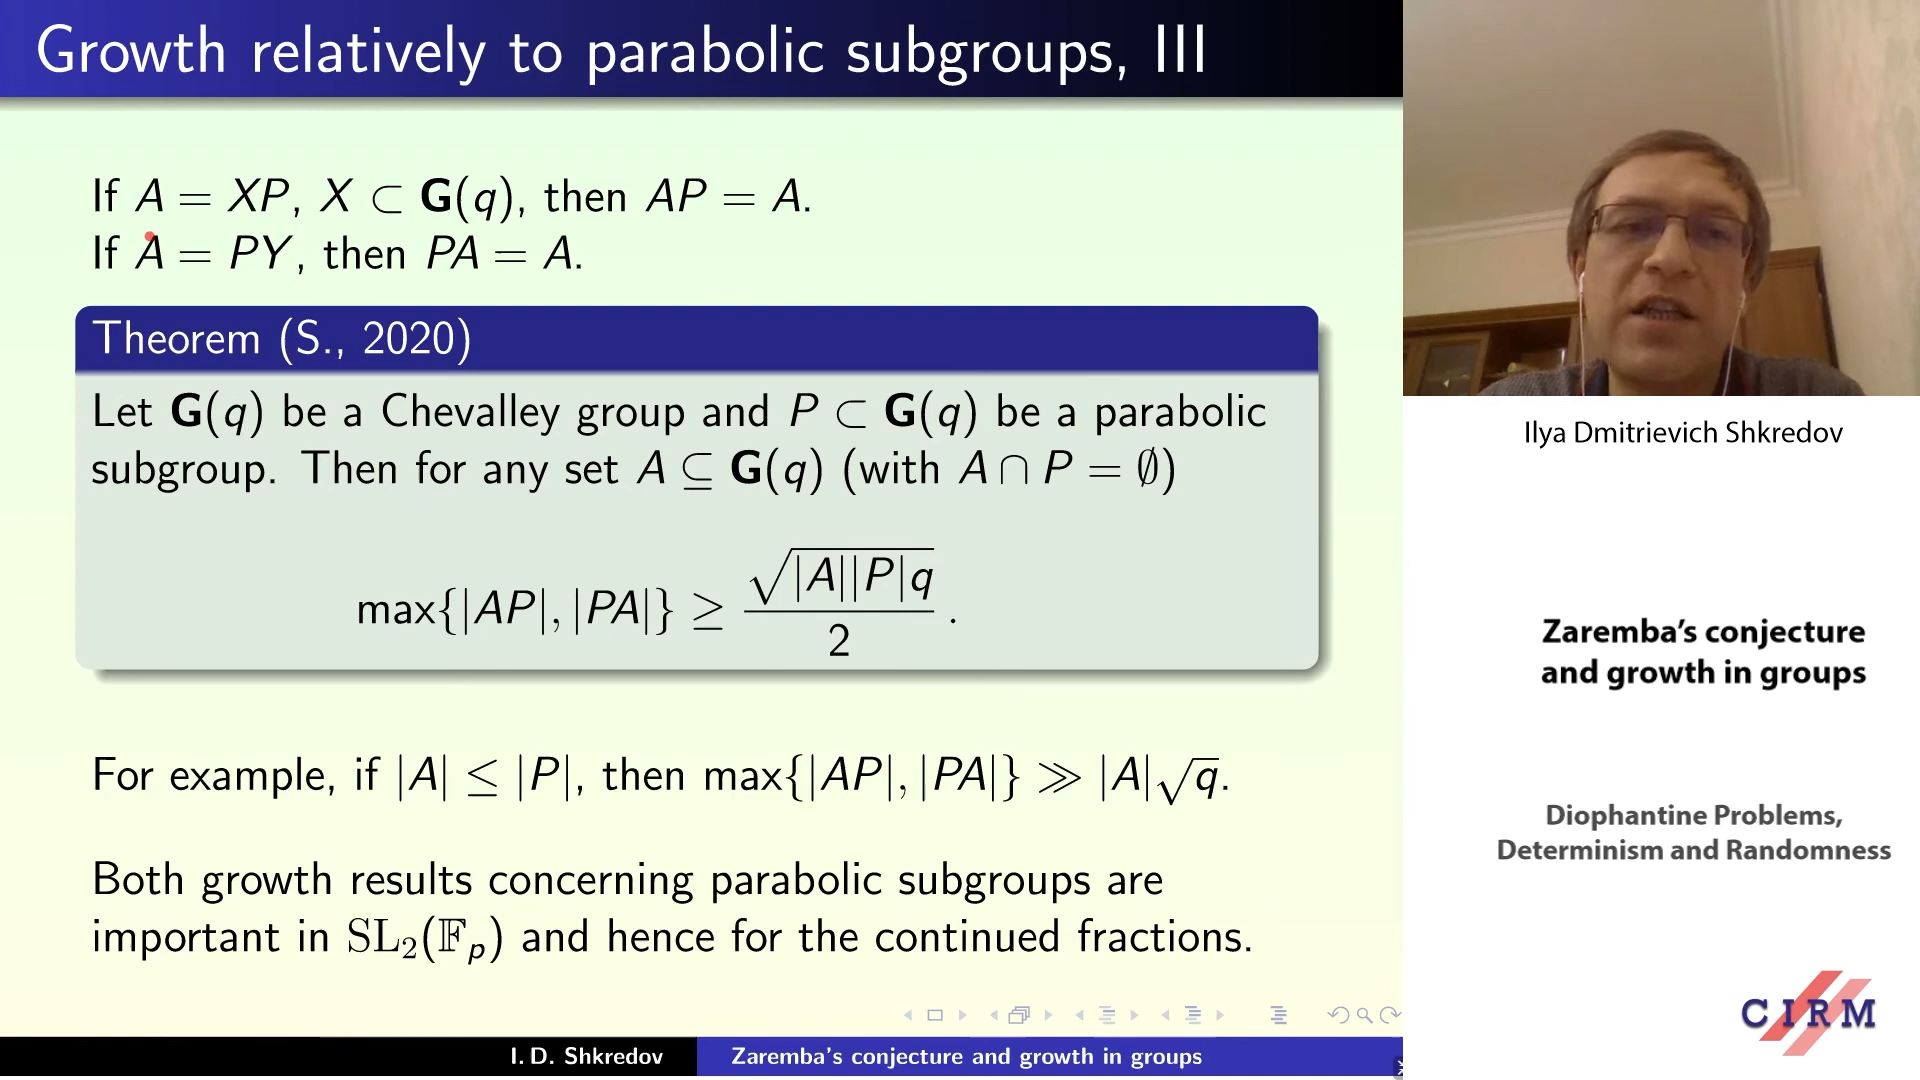 Growth relatively to parabolic subgroups, III
If A = XP, X ⊂ G(q), then AP = A.
If A = PY, then PA = A.
Theorem (S., 2020)
Let G(q) be a Chevalley group and P ⊂ G(q) be a parabolic
subgroup. Then for any set A ⊆ G(q) (with A ∩ P = ∅)
max{|AP|, |PA|} ≥ √(|A||P|q) / 2 .
For example, if |A| ≤ |P|, then max{|AP|, |PA|} ≫ |A|√q.
Both growth results concerning parabolic subgroups are
important in SL₂(𝔽ₚ) and hence for the continued fractions.
I. D. Shkredov Zaremba's conjecture and growth in groups
Ilya Dmitrievich Shkredov
Zaremba's conjecture
and growth in groups
Diophantine Problems,
Determinism and Randomness
CIRM